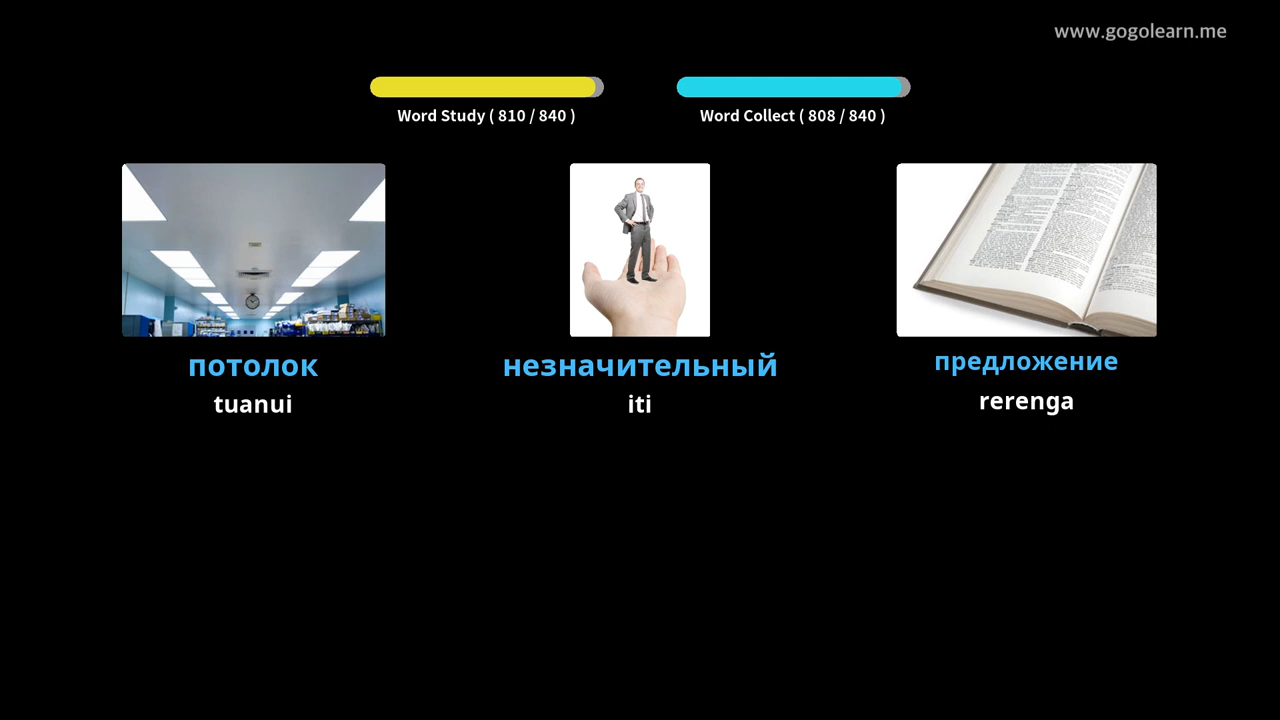 www.gogolearn.me
Word Study ( 810 / 840 )
Word Collect ( 808 / 840 )
потолок
tuanui
незначительный
iti
предложение
rerenga